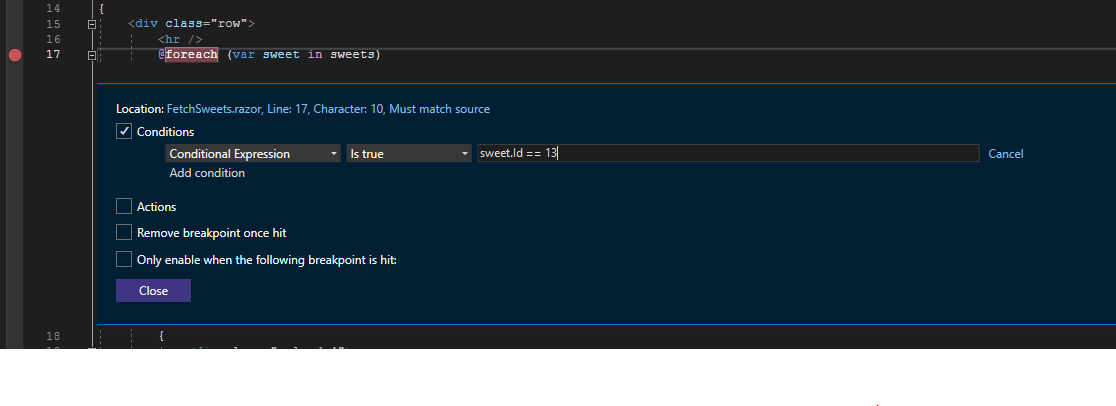 14 {
15 <div class="row">
16 <hr />
17 @foreach (var sweet in sweets)
Location: FetchSweets.razor, Line: 17, Character: 10, Must match source
Conditions
Conditional Expression Is true sweet.Id == 13 Cancel
Add condition
Actions
Remove breakpoint once hit
Only enable when the following breakpoint is hit:
Close
18 {